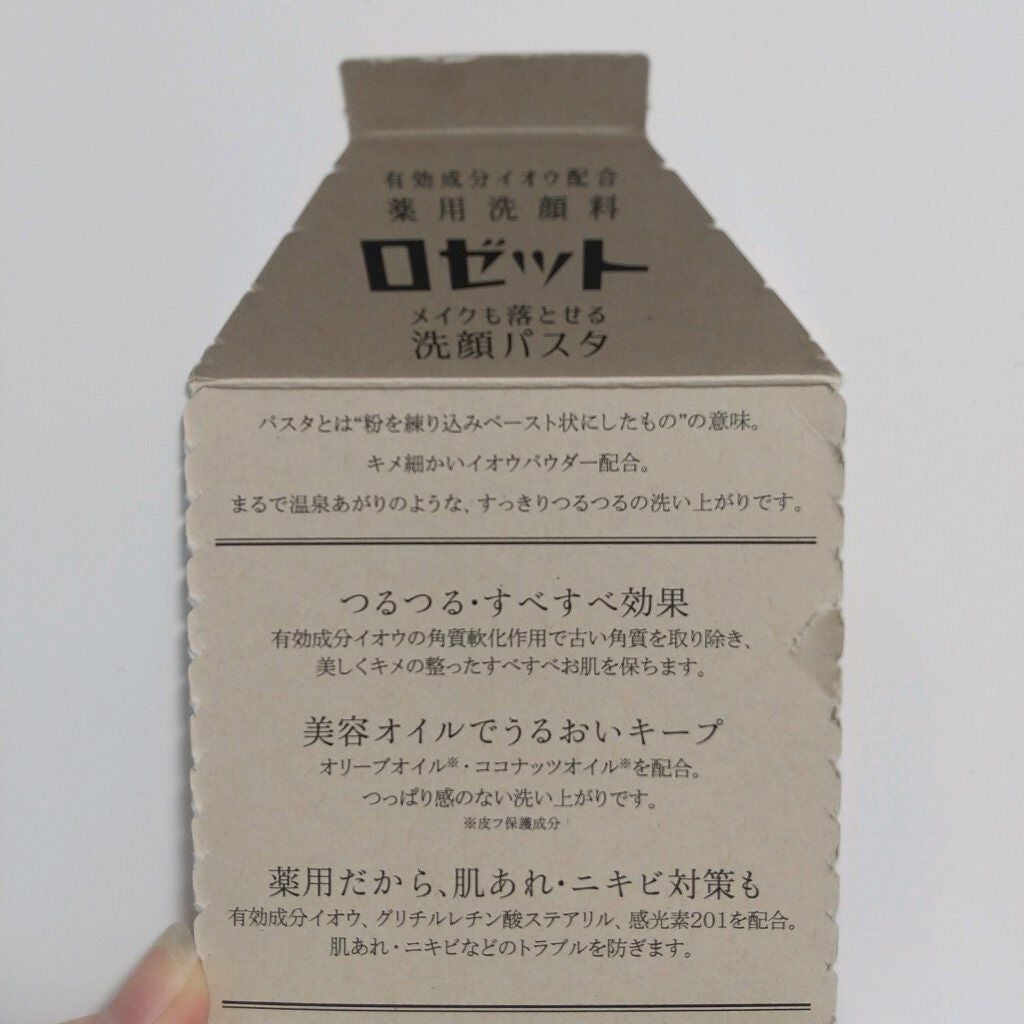 有効成分イオウ配合
薬用洗顔料
ロゼット
メイクも落とせる
洗顔パスタ
パスタとは“粉を練り込みペースト状にしたもの”の意味。
キメ細かいイオウパウダー配合。
まるで温泉あがりのような、すっきりつるつるの洗い上がりです。
つるつる・すべすべ効果
有効成分イオウの角質軟化作用で古い角質を取り除き、
美しくキメの整ったすべすべお肌を保ちます。
美容オイルでうるおいキープ
オリーブオイル※・ココナッツオイル※を配合。
つっぱり感のない洗い上がりです。
※皮フ保護成分
薬用だから、肌あれ・ニキビ対策も
有効成分イオウ、グリチルレチン酸ステアリル、感光素201を配合。
肌あれ・ニキビなどのトラブルを防ぎます。